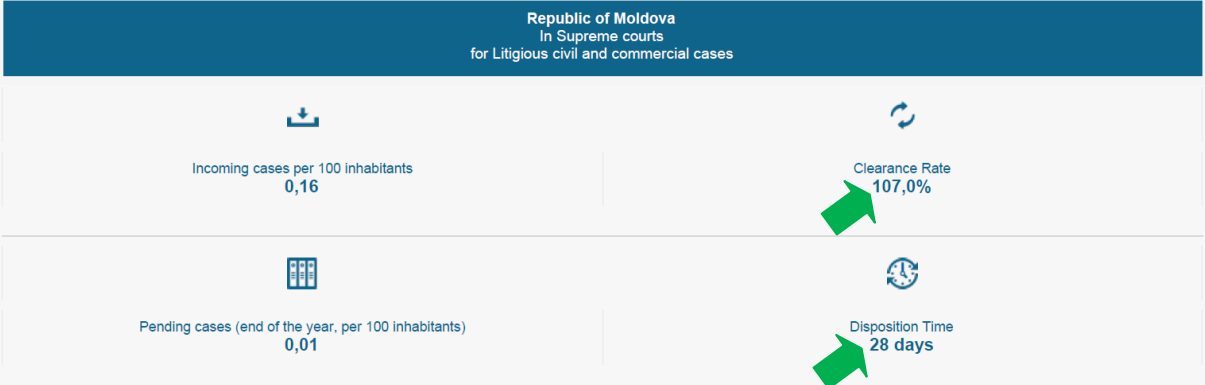 Republic of Moldova
In Supreme courts
for Litigious civil and commercial cases
Incoming cases per 100 inhabitants
0,16
Clearance Rate
107,0%
Pending cases (end of the year, per 100 inhabitants)
0,01
Disposition Time
28 days